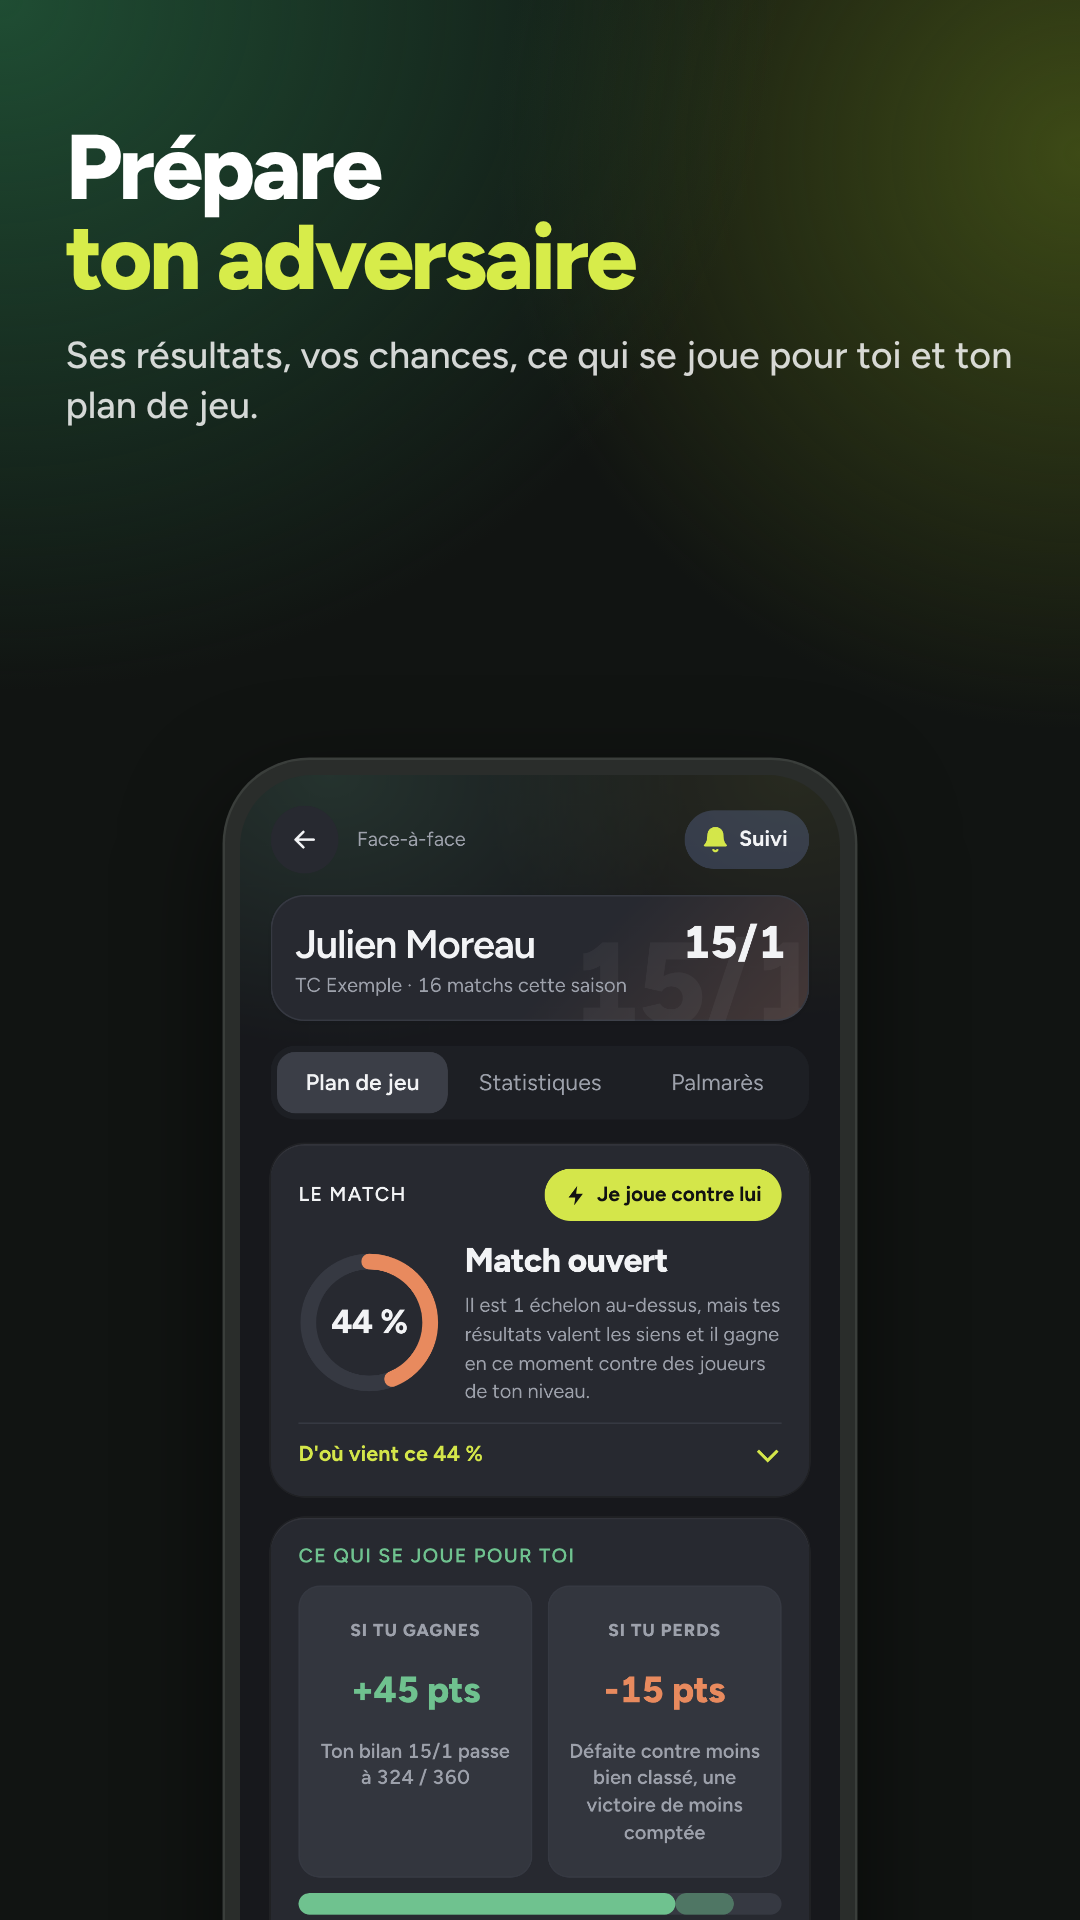 Prépare
ton adversaire
Ses résultats, vos chances, ce qui se joue pour toi et ton
plan de jeu.
Face-à-face
Suivi
Julien Moreau
15/1
15/1
TC Exemple · 16 matchs cette saison
Plan de jeu
Statistiques
Palmarès
LE MATCH
Je joue contre lui
44 %
Match ouvert
Il est 1 échelon au-dessus, mais tes
résultats valent les siens et il gagne
en ce moment contre des joueurs
de ton niveau.
D'où vient ce 44 %
CE QUI SE JOUE POUR TOI
SI TU GAGNES
+45 pts
Ton bilan 15/1 passe
à 324 / 360
SI TU PERDS
-15 pts
Défaite contre moins
bien classé, une
victoire de moins
comptée